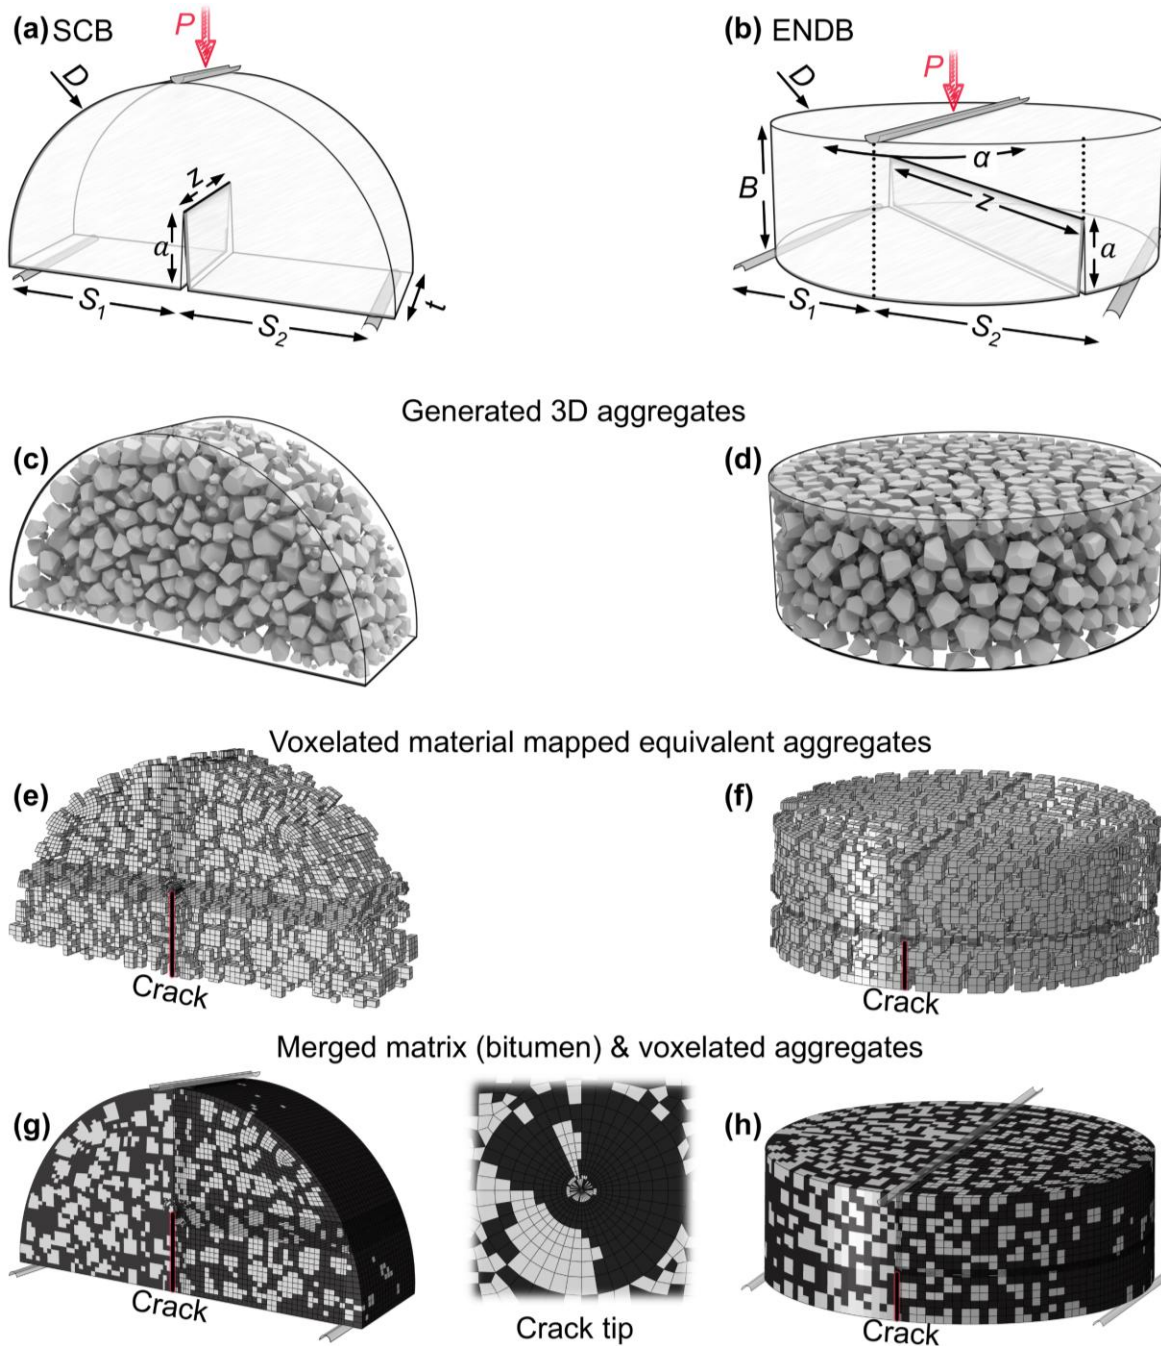 (a) SCB
P
D
z
a
S1
S2
t
(b) ENDB
P
D
α
B
z
a
S1
S2
Generated 3D aggregates
(c)
(d)
Voxelated material mapped equivalent aggregates
(e)
(f)
Crack
Crack
Merged matrix (bitumen) & voxelated aggregates
(g)
(h)
Crack
Crack tip
Crack